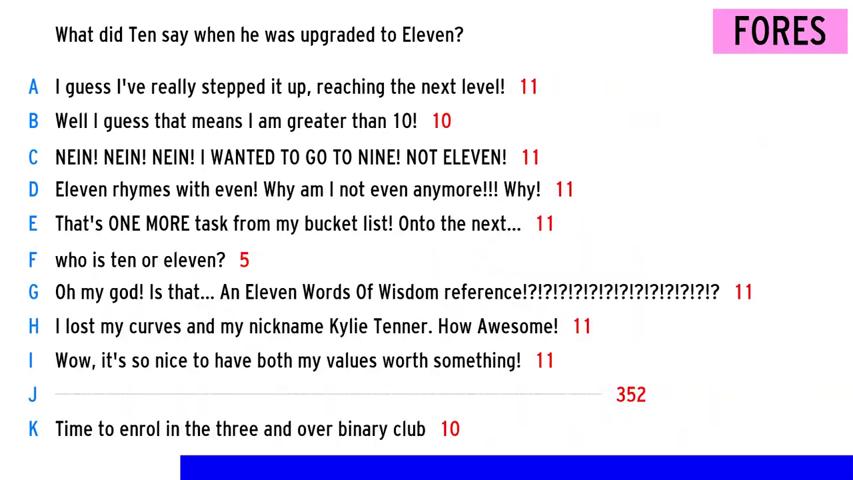 What did Ten say when he was upgraded to Eleven?
FORES
A I guess I've really stepped it up, reaching the next level! 11
B Well I guess that means I am greater than 10! 10
C NEIN! NEIN! NEIN! I WANTED TO GO TO NINE! NOT ELEVEN! 11
D Eleven rhymes with even! Why am I not even anymore!!! Why! 11
E That's ONE MORE task from my bucket list! Onto the next... 11
F who is ten or eleven? 5
G Oh my god! Is that... An Eleven Words Of Wisdom reference!?!?!?!?!?!?!?!?!?!?!?!?!? 11
H I lost my curves and my nickname Kylie Tenner. How Awesome! 11
I Wow, it's so nice to have both my values worth something! 11
J 352
K Time to enrol in the three and over binary club 10